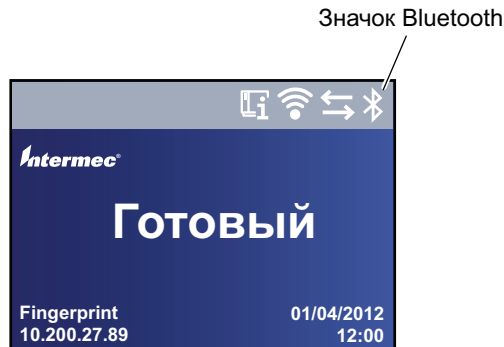 Значок Bluetooth
Intermec
Готовый
Fingerprint 01/04/2012
10.200.27.89 12:00